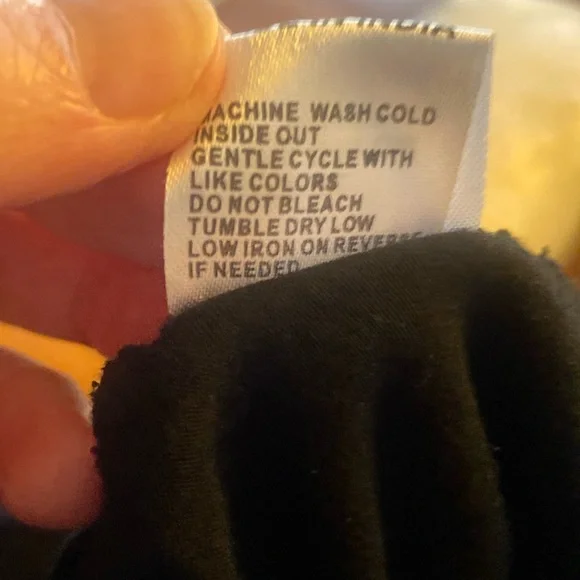 MACHINE WASH COLD
INSIDE OUT
GENTLE CYCLE WITH
LIKE COLORS
DO NOT BLEACH
TUMBLE DRY LOW
LOW IRON ON REVERSE
IF NEEDED